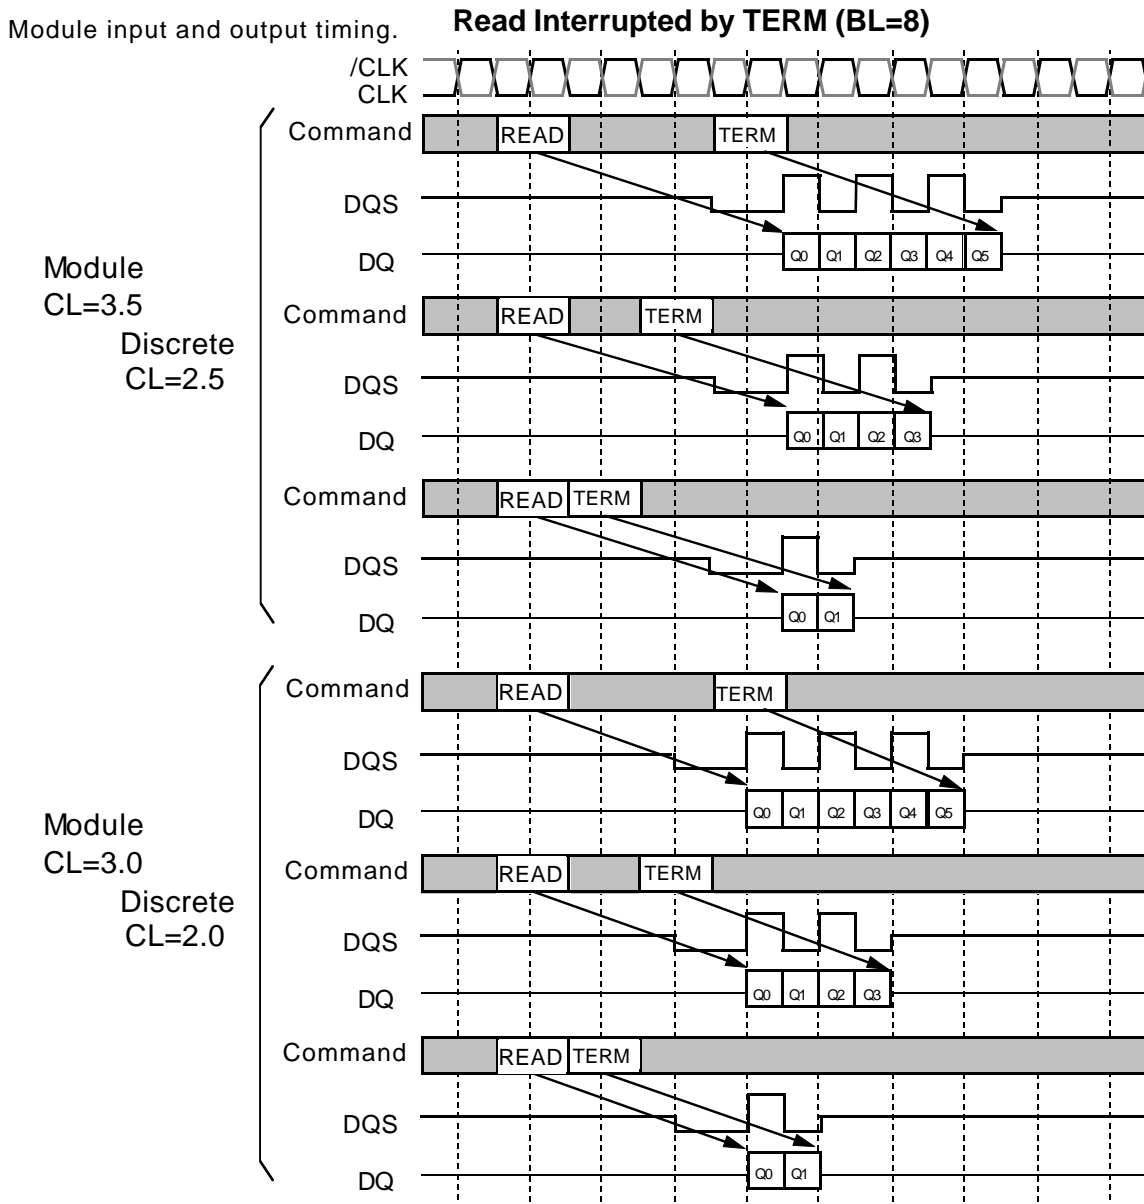 Module input and output timing.
Read Interrupted by TERM (BL=8)
/CLK
CLK
Command READ TERM
DQS
DQ Q0 Q1 Q2 Q3 Q4 Q5
Module
CL=3.5
Discrete
CL=2.5
Command READ TERM
DQS
DQ Q0 Q1 Q2 Q3
Command READ TERM
DQS
DQ Q0 Q1
Command READ TERM
DQS
DQ Q0 Q1 Q2 Q3 Q4 Q5
Module
CL=3.0
Discrete
CL=2.0
Command READ TERM
DQS
DQ Q0 Q1 Q2 Q3
Command READ TERM
DQS
DQ Q0 Q1